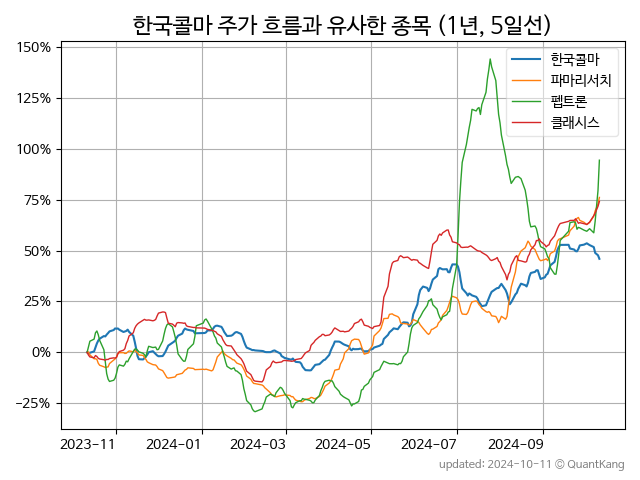 한국콜마 주가 흐름과 유사한 종목 (1년, 5일선)
150%
125%
100%
75%
50%
25%
0%
−25%
한국콜마
파마리서치
펩트론
클래시스
2023-11
2024-01
2024-03
2024-05
2024-07
2024-09
updated: 2024-10-11 © QuantKang